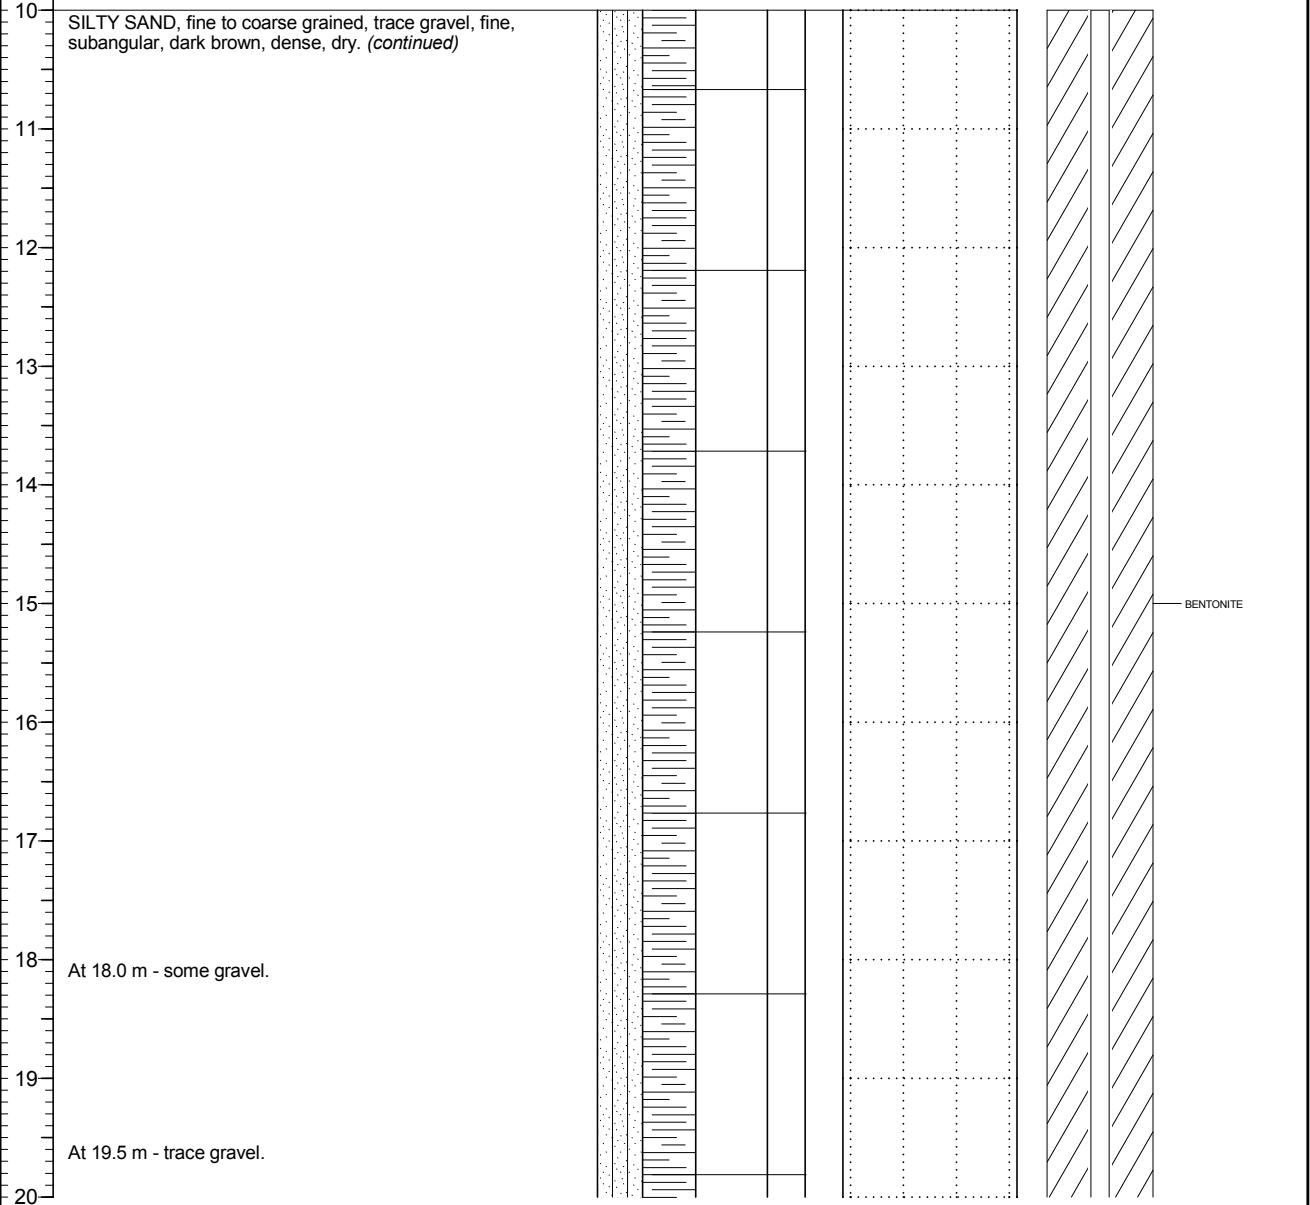 10
SILTY SAND, fine to coarse grained, trace gravel, fine,
subangular, dark brown, dense, dry. (continued)
11
12
13
14
15
BENTONITE
16
17
18
At 18.0 m - some gravel.
19
At 19.5 m - trace gravel.
20